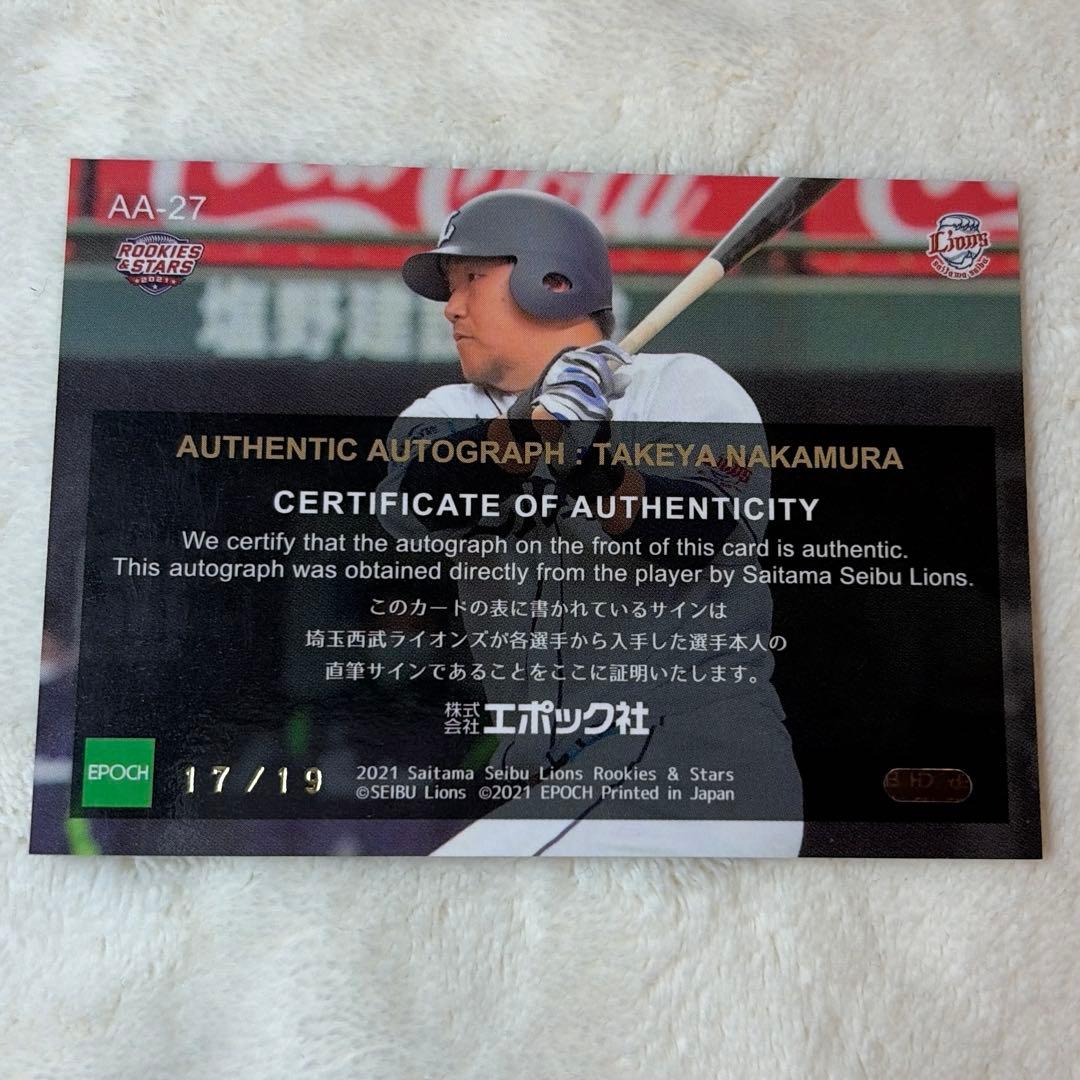 AA-27
ROOKIES
& STARS
2021
Coca-Cola
Lions
saitama seibu
AUTHENTIC AUTOGRAPH : TAKEYA NAKAMURA
CERTIFICATE OF AUTHENTICITY
We certify that the autograph on the front of this card is authentic.
This autograph was obtained directly from the player by Saitama Seibu Lions.
このカードの表に書かれているサインは
埼玉西武ライオンズが各選手から入手した選手本人の
直筆サインであることをここに証明いたします。
株式会社エポック社
EPOCH
17/19
2021 Saitama Seibu Lions Rookies & Stars
©SEIBU Lions ©2021 EPOCH Printed in Japan